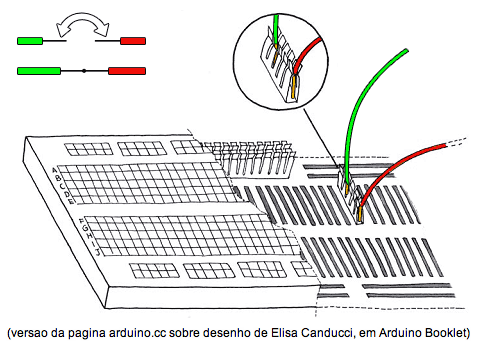 A
B
C
D
E
F
G
H
I
J
(versao da pagina arduino.cc sobre desenho de Elisa Canducci, em Arduino Booklet)